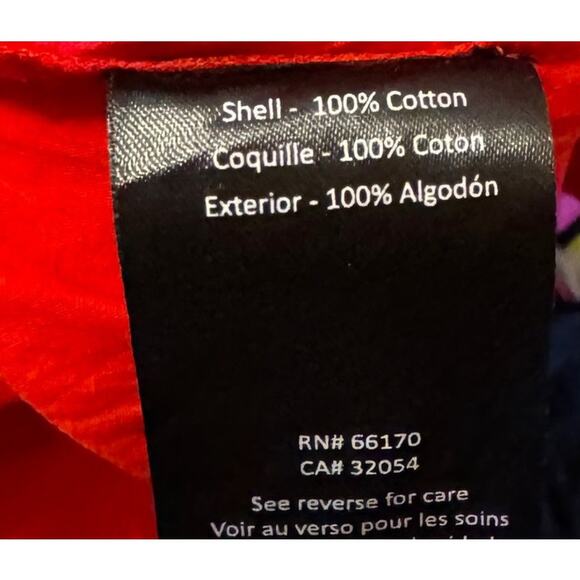 Shell - 100% Cotton
Coquille - 100% Coton
Exterior - 100% Algodón
RN# 66170
CA# 32054
See reverse for care
Voir au verso pour les soins